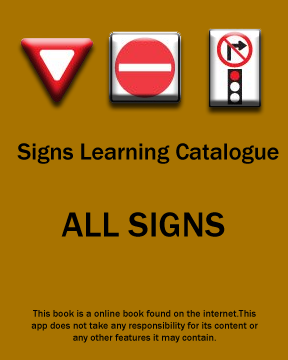 Signs Learning Catalogue
ALL SIGNS
This book is a online book found on the internet.This
app does not take any responsibility for its content or
any other features it may contain.